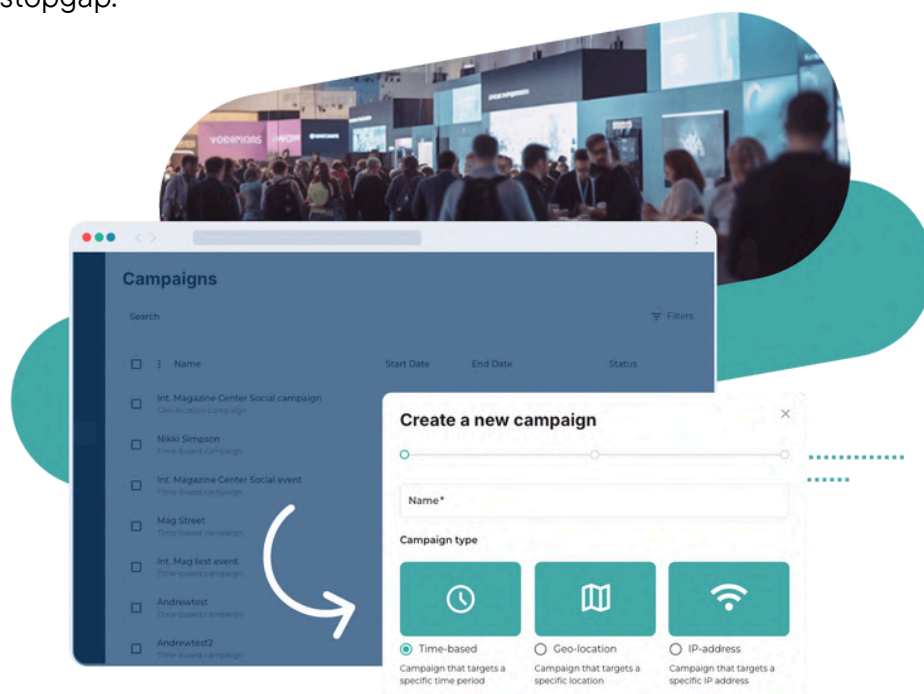 stopgap.
Campaigns
Search
Filters
Name Start Date End Date Status
Int. Magazine Center Social campaign
Geo-location campaign
Nikki Simpson
Time-based campaign
Int. Magazine Center Social event
Time-based campaign
Mag Street
Time-based campaign
Int. Mag test event
Time-based campaign
Andrewtest
Time-based campaign
Andrewtest2
Time-based campaign
Create a new campaign
Name*
Campaign type
Time-based
Geo-location
IP-address
Campaign that targets a
specific time period
Campaign that targets a
specific location
Campaign that targets a
specific IP address